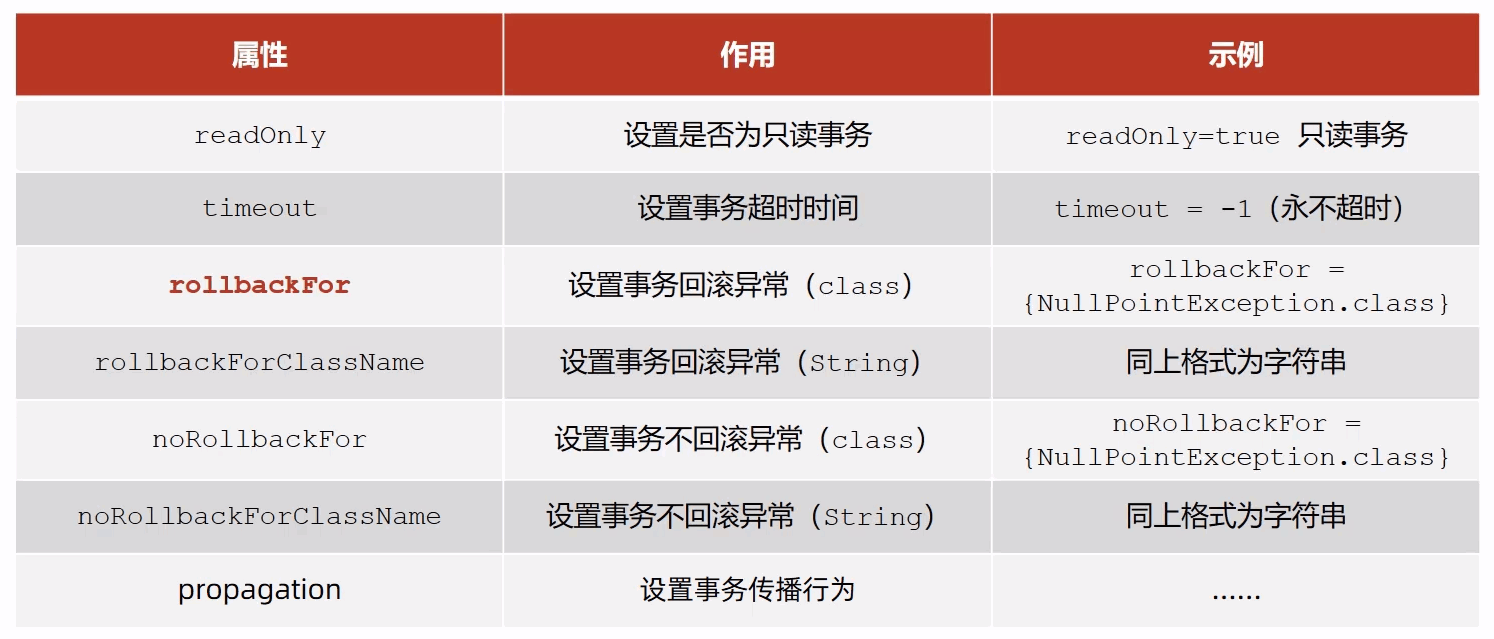 属性 作用 示例
readOnly 设置是否为只读事务 readOnly=true 只读事务
timeout 设置事务超时时间 timeout = -1（永不超时）
rollbackFor 设置事务回滚异常（class） rollbackFor =
{NullPointException.class}
rollbackForClassName 设置事务回滚异常（String） 同上格式为字符串
noRollbackFor 设置事务不回滚异常（class） noRollbackFor =
{NullPointException.class}
noRollbackForClassName 设置事务不回滚异常（String） 同上格式为字符串
propagation 设置事务传播行为 ……